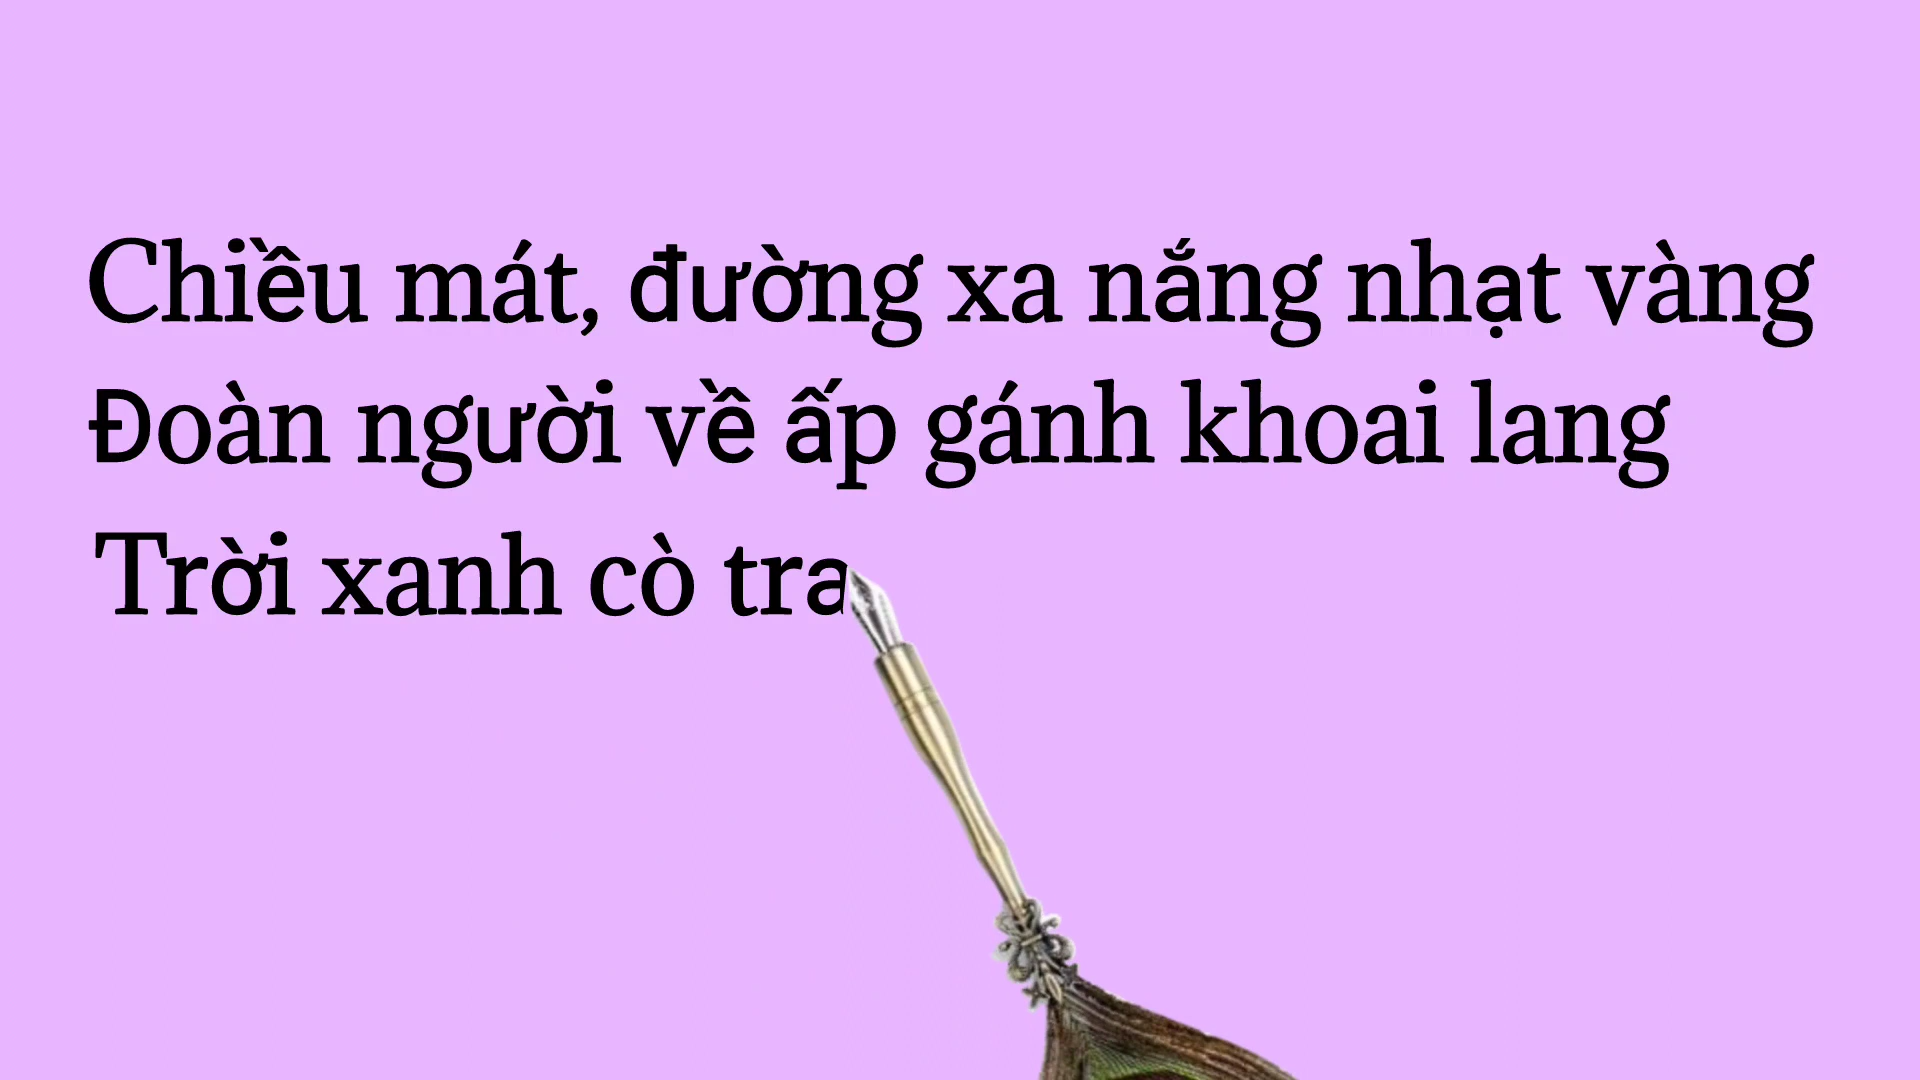 Chiều mát, đường xa nắng nhạt vàng
Đoàn người về ấp gánh khoai lang
Trời xanh cò tra